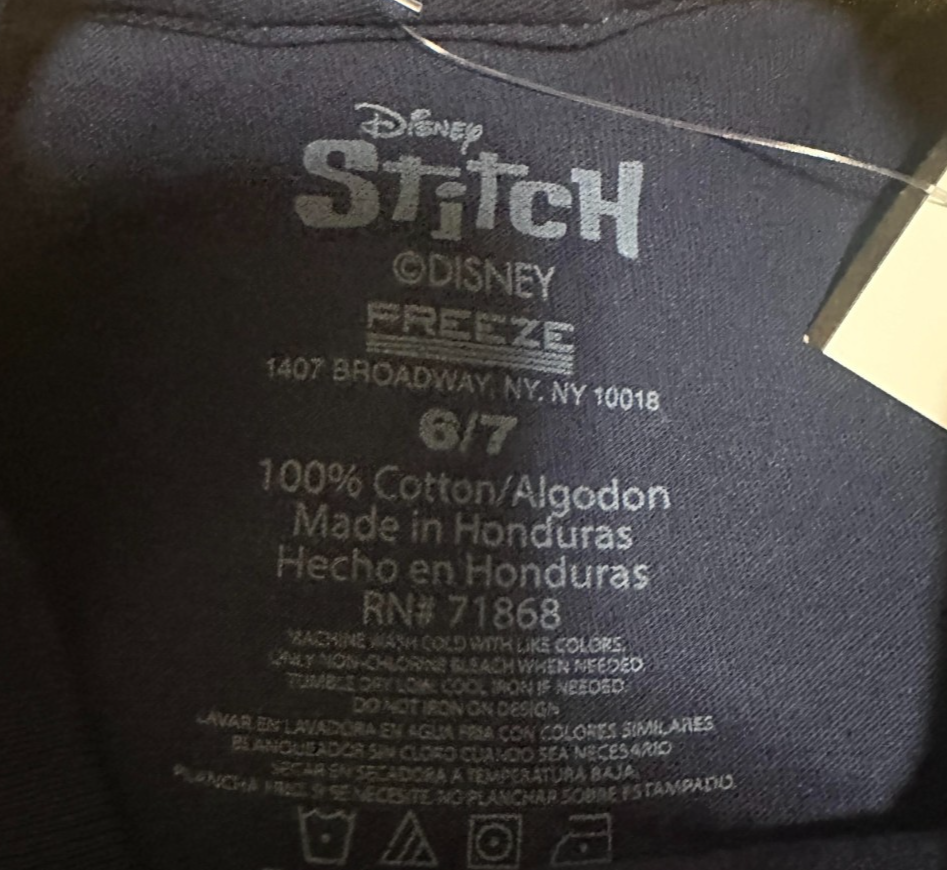 Disney
Stitch
©DISNEY
FREEZE
1407 BROADWAY, NY, NY 10018
6/7
100% Cotton/Algodon
Made in Honduras
Hecho en Honduras
RN# 71868
MACHINE WASH COLD WITH LIKE COLORS.
ONLY NON-CHLORINE BLEACH WHEN NEEDED.
TUMBLE DRY LOW. COOL IRON IF NEEDED.
DO NOT IRON ON DESIGN
LAVAR EN LAVADORA EN AGUA FRIA CON COLORES SIMILARES
BLANQUEADOR SIN CLORO CUANDO SEA NECESARIO
SECAR EN SECADORA A TEMPERATURA BAJA.
PLANCHA FRIA SI SE NECESITE. NO PLANCHAR SOBRE ESTAMPADO.